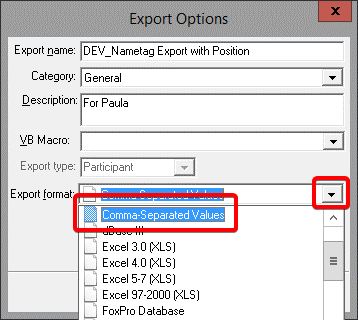 Export Options
x
Export name: DEV_Nametag Export with Position
Category: General
Description: For Paula
VB Macro:
Export type: Participant
Export format: Comma-Separated Values
Comma-Separated Values
dBase III
Excel 3.0 (XLS)
Excel 4.0 (XLS)
Excel 5-7 (XLS)
Excel 97-2000 (XLS)
FoxPro Database